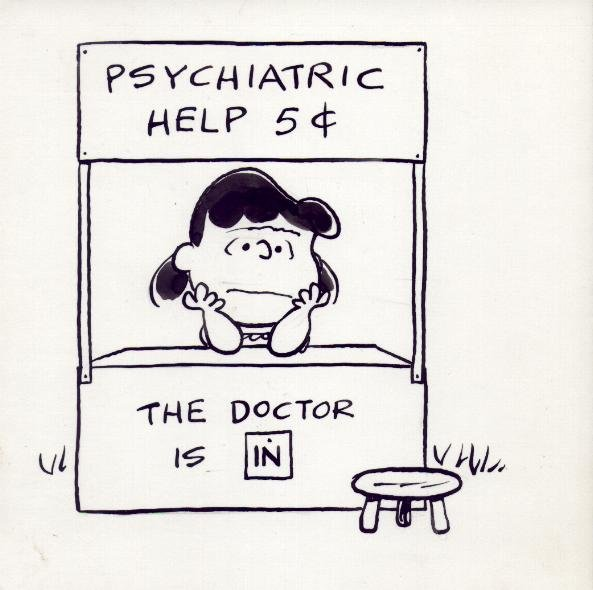 PSYCHIATRIC
HELP 5¢
THE DOCTOR
IS IN